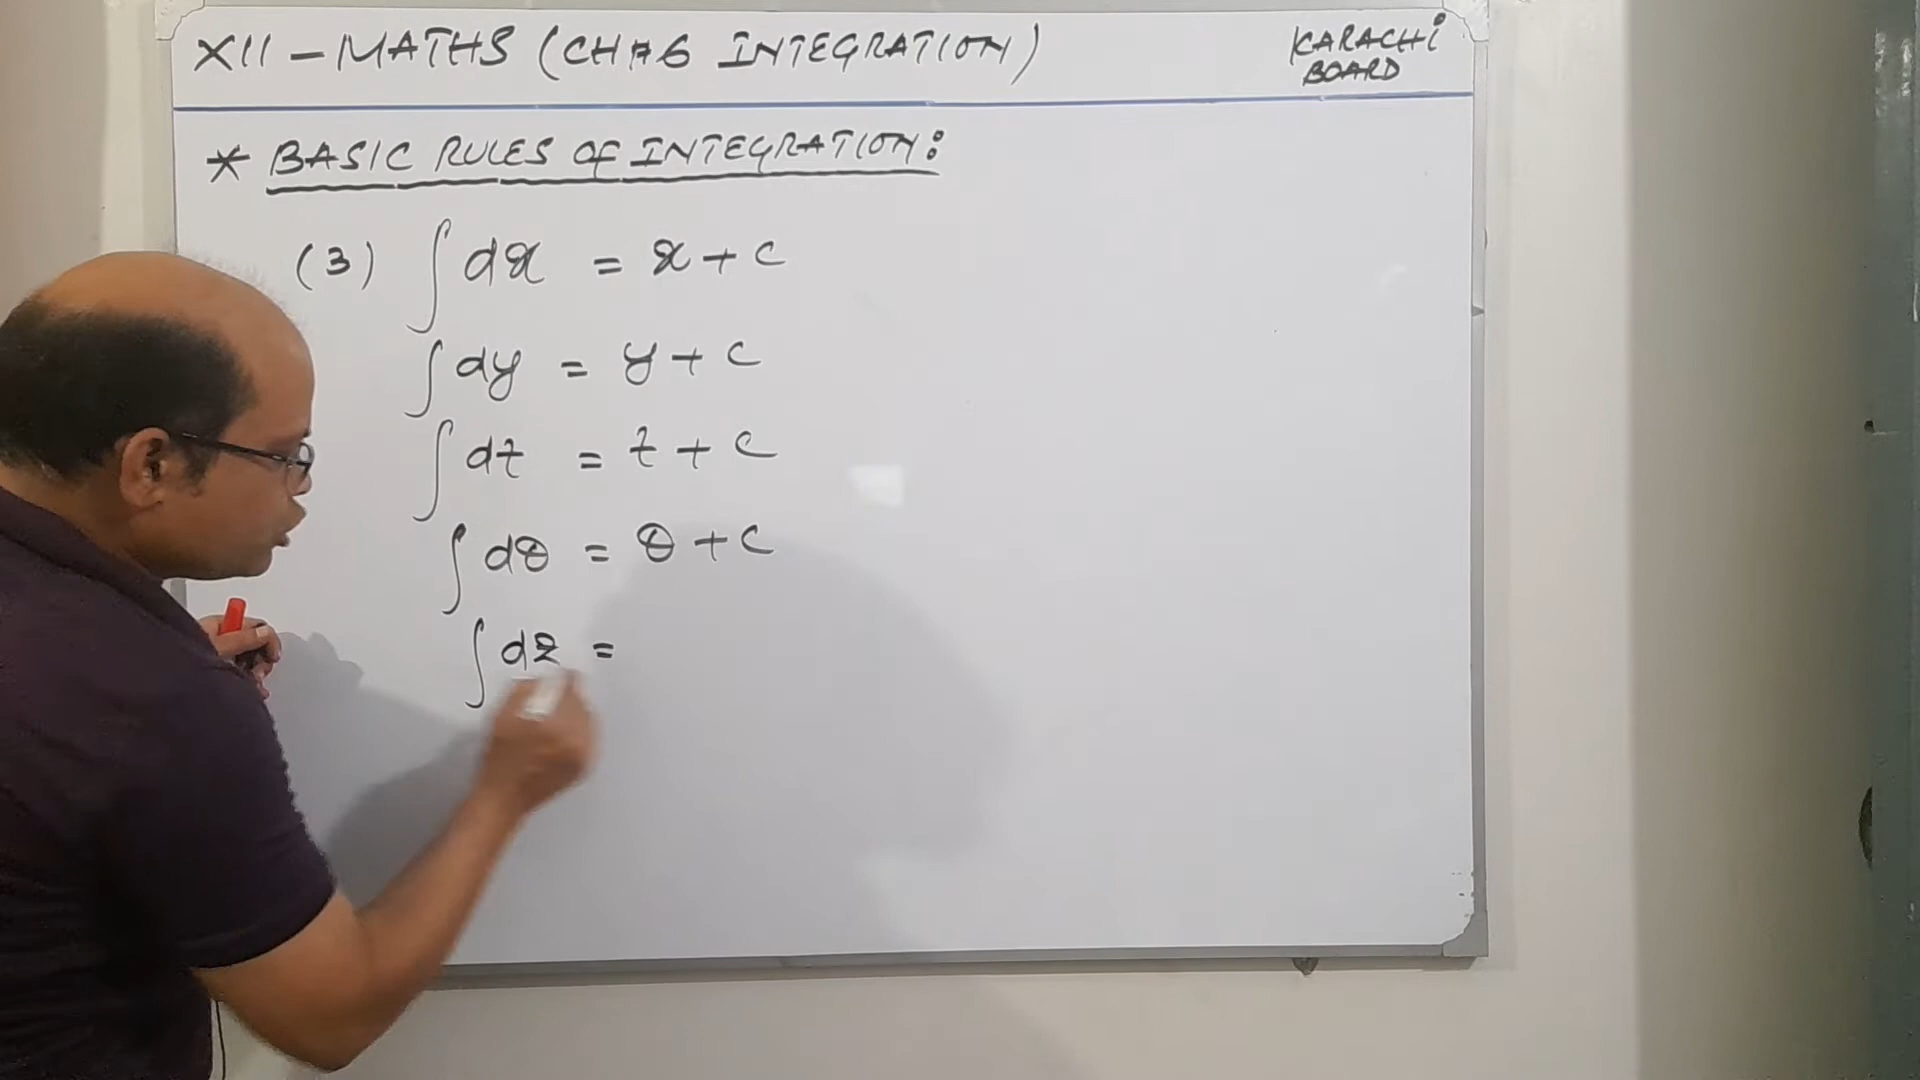 XII - MATHS (CH#6 INTEGRATION)
KARACHI
BOARD
* BASIC RULES OF INTEGRATION:
(3) ∫ dx = x + c
∫ dy = y + c
∫ dt = t + c
∫ dθ = θ + c
∫ dz =